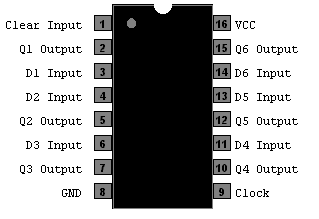 Clear Input 1 16 VCC
Q1 Output 2 15 Q6 Output
D1 Input 3 14 D6 Input
D2 Input 4 13 D5 Input
Q2 Output 5 12 Q5 Output
D3 Input 6 11 D4 Input
Q3 Output 7 10 Q4 Output
GND 8 9 Clock